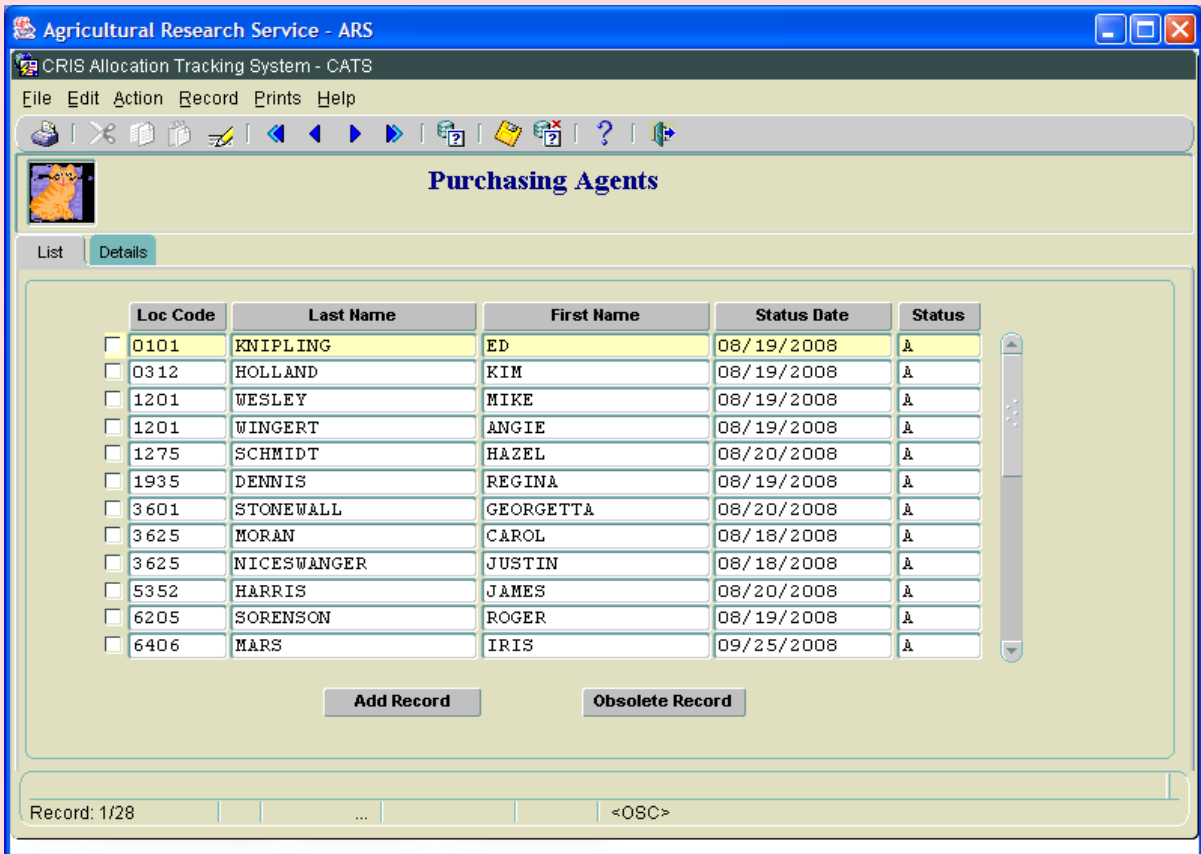 Agricultural Research Service - ARS
CRIS Allocation Tracking System - CATS
File Edit Action Record Prints Help
Purchasing Agents
List Details
Loc Code Last Name First Name Status Date Status
0101 KNIPLING ED 08/19/2008 A
0312 HOLLAND KIM 08/19/2008 A
1201 WESLEY MIKE 08/19/2008 A
1201 WINGERT ANGIE 08/19/2008 A
1275 SCHMIDT HAZEL 08/20/2008 A
1935 DENNIS REGINA 08/19/2008 A
3601 STONEWALL GEORGETTA 08/20/2008 A
3625 MORAN CAROL 08/18/2008 A
3625 NICESWANGER JUSTIN 08/18/2008 A
5352 HARRIS JAMES 08/20/2008 A
6205 SORENSON ROGER 08/19/2008 A
6406 MARS IRIS 09/25/2008 A
Add Record Obsolete Record
Record: 1/28 ... <OSC>